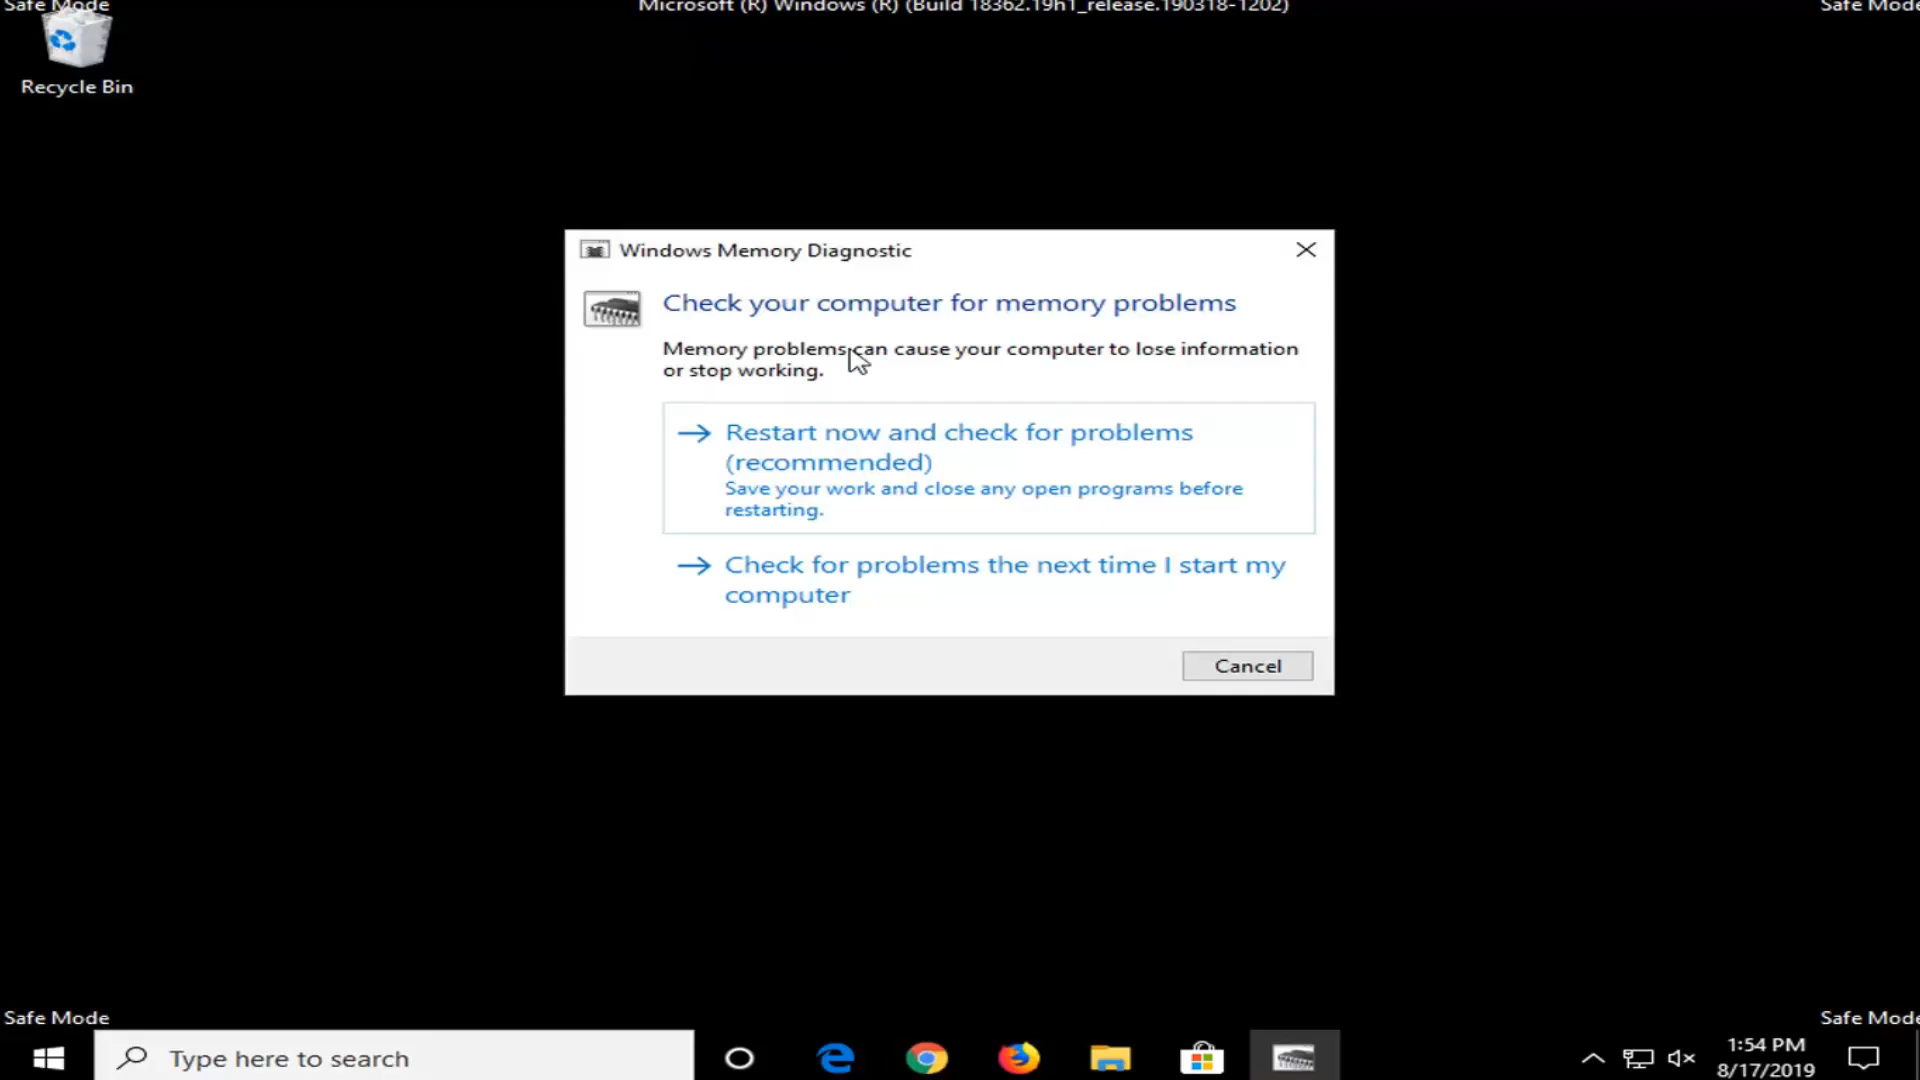 Safe Mode
Microsoft (R) Windows (R) (Build 18362.19h1_release.190318-1202)
Safe Mode
Recycle Bin
Windows Memory Diagnostic
Check your computer for memory problems
Memory problems can cause your computer to lose information
or stop working.
Restart now and check for problems
(recommended)
Save your work and close any open programs before
restarting.
Check for problems the next time I start my
computer
Cancel
Safe Mode
Safe Mode
Type here to search
1:54 PM
8/17/2019